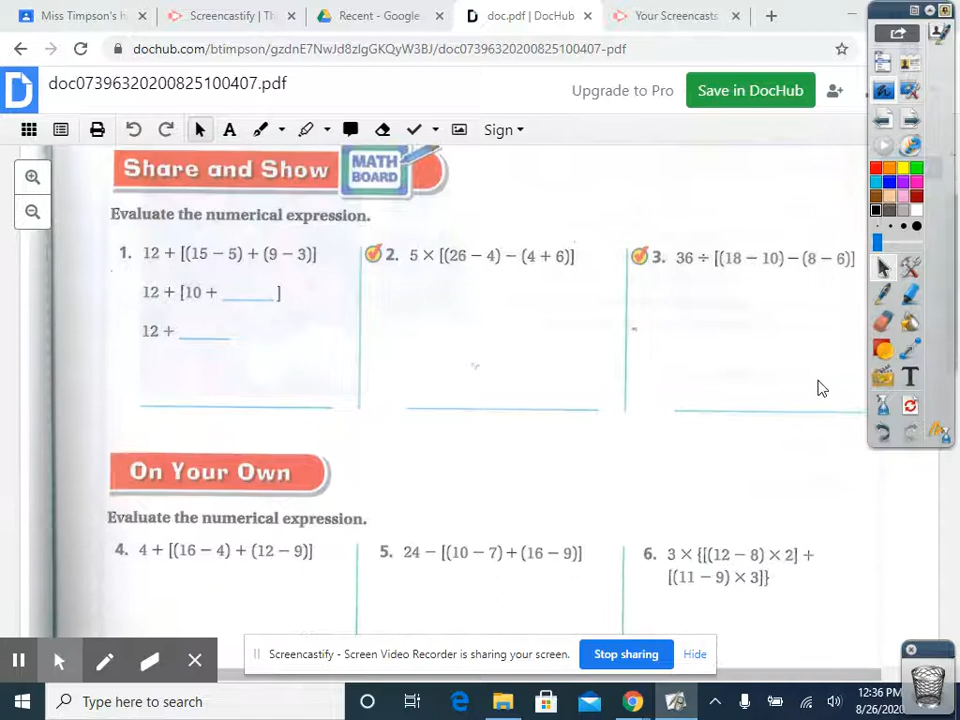 Miss Timpson's h
Screencastify | Th
Recent - Google
doc.pdf | DocHub
Your Screencasts
dochub.com/btimpson/gzdnE7NwJd8zlgGKQyW3BJ/doc07396320200825100407-pdf
doc07396320200825100407.pdf
Upgrade to Pro
Save in DocHub
A
Sign
Share and Show
MATH
BOARD
Evaluate the numerical expression.
1. 12 + [(15 − 5) + (9 − 3)]
12 + [10 + ______ ]
12 + ______
2. 5 × [(26 − 4) − (4 + 6)]
3. 36 ÷ [(18 − 10) − (8 − 6)]
On Your Own
Evaluate the numerical expression.
4. 4 + [(16 − 4) + (12 − 9)]
5. 24 − [(10 − 7) + (16 − 9)]
6. 3 × {[(12 − 8) × 2] +
[(11 − 9) × 3]}
T
Screencastify - Screen Video Recorder is sharing your screen.
Stop sharing
Hide
Type here to search
12:36 PM
8/26/2020